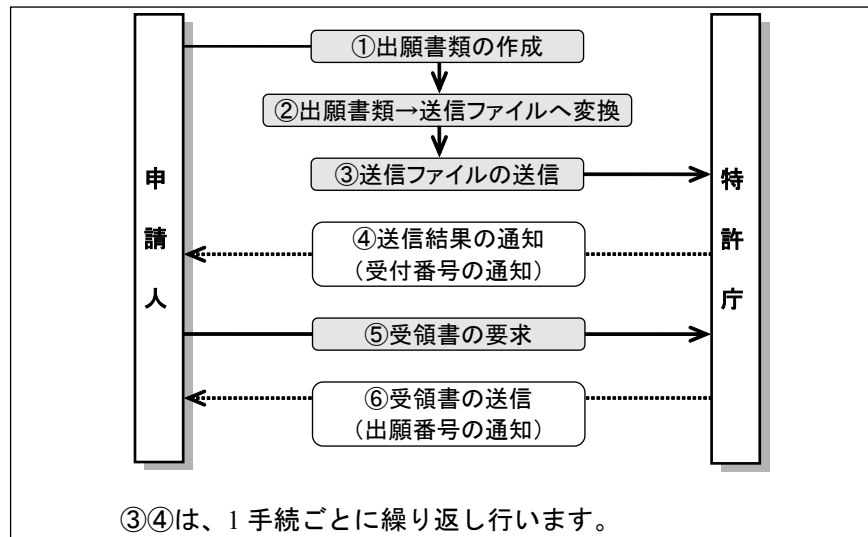 ①出願書類の作成
②出願書類→送信ファイルへ変換
③送信ファイルの送信
申請人
特許庁
④送信結果の通知
（受付番号の通知）
⑤受領書の要求
⑥受領書の送信
（出願番号の通知）
③④は、1 手続ごとに繰り返し行います。